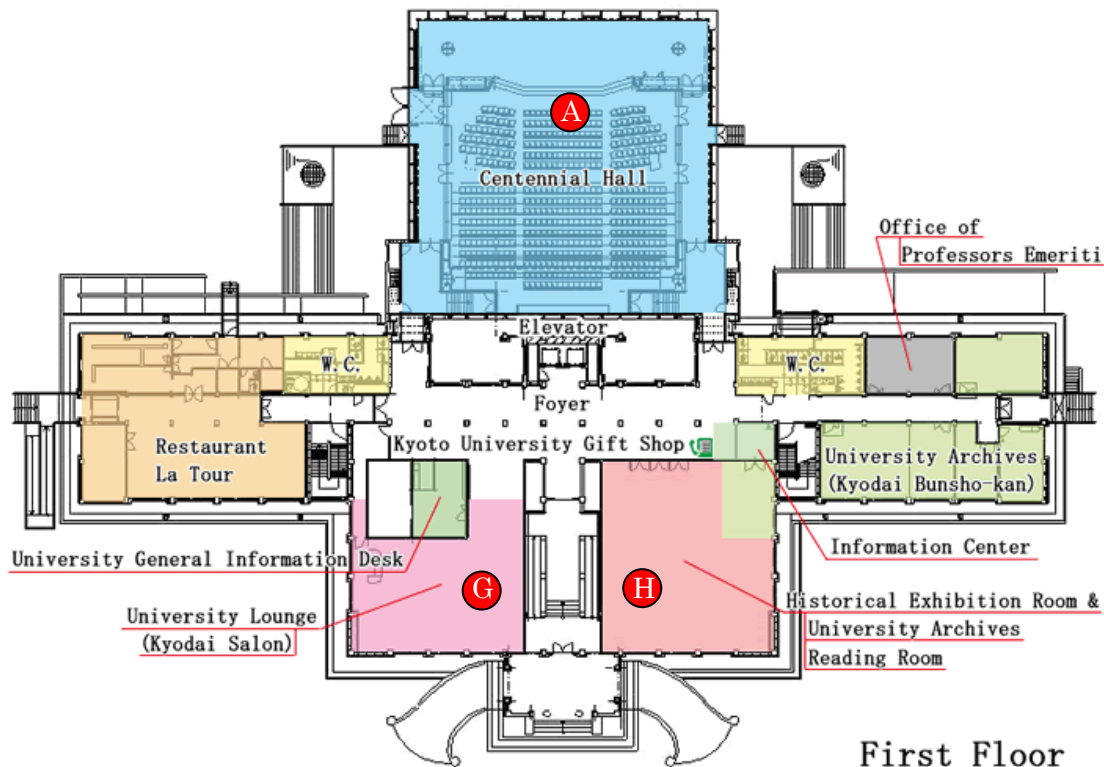 A
Centennial Hall
Office of
Professors Emeriti
Elevator
W.C.
W.C.
Foyer
Restaurant
La Tour
Kyoto University Gift Shop
University Archives
(Kyodai Bunsho-kan)
University General Information Desk
Information Center
G
H
University Lounge
(Kyodai Salon)
Historical Exhibition Room &
University Archives
Reading Room
First Floor